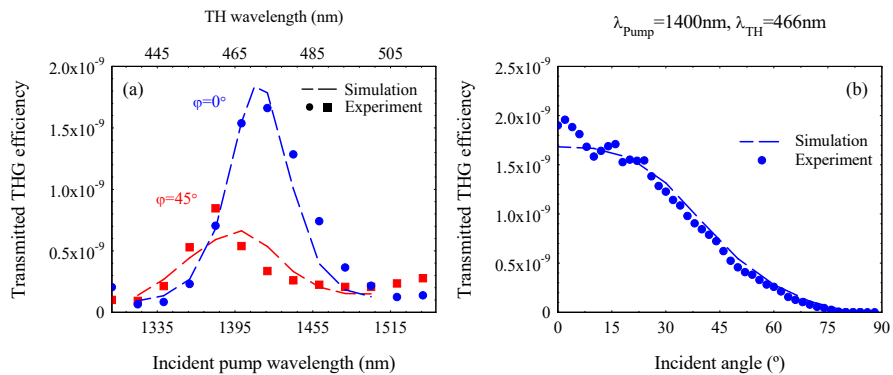 TH wavelength (nm)
445 465 485 505
2.0x10⁻⁹
1.5x10⁻⁹
1.0x10⁻⁹
0.5x10⁻⁹
0
Transmitted THG efficiency
(a)
φ=0°
φ=45°
Simulation
Experiment
1335 1395 1455 1515
Incident pump wavelength (nm)
λPump=1400nm, λTH=466nm
2.5x10⁻⁹
2.0x10⁻⁹
1.5x10⁻⁹
1.0x10⁻⁹
0.5x10⁻⁹
0
Transmitted THG efficiency
(b)
Simulation
Experiment
0 15 30 45 60 75 90
Incident angle (º)